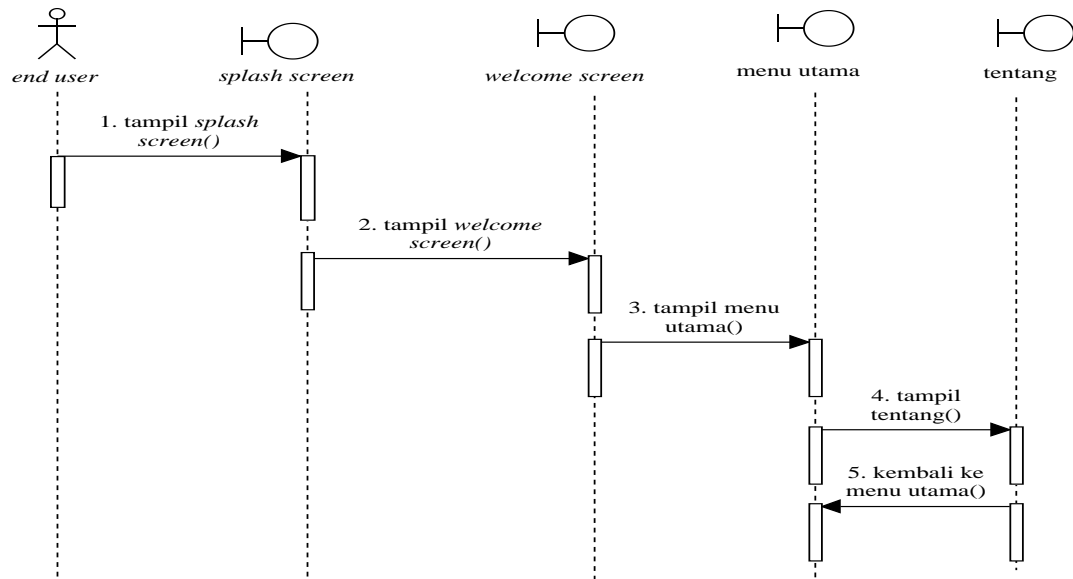 end user
splash screen
welcome screen
menu utama
tentang
1. tampil splash
screen()
2. tampil welcome
screen()
3. tampil menu
utama()
4. tampil
tentang()
5. kembali ke
menu utama()